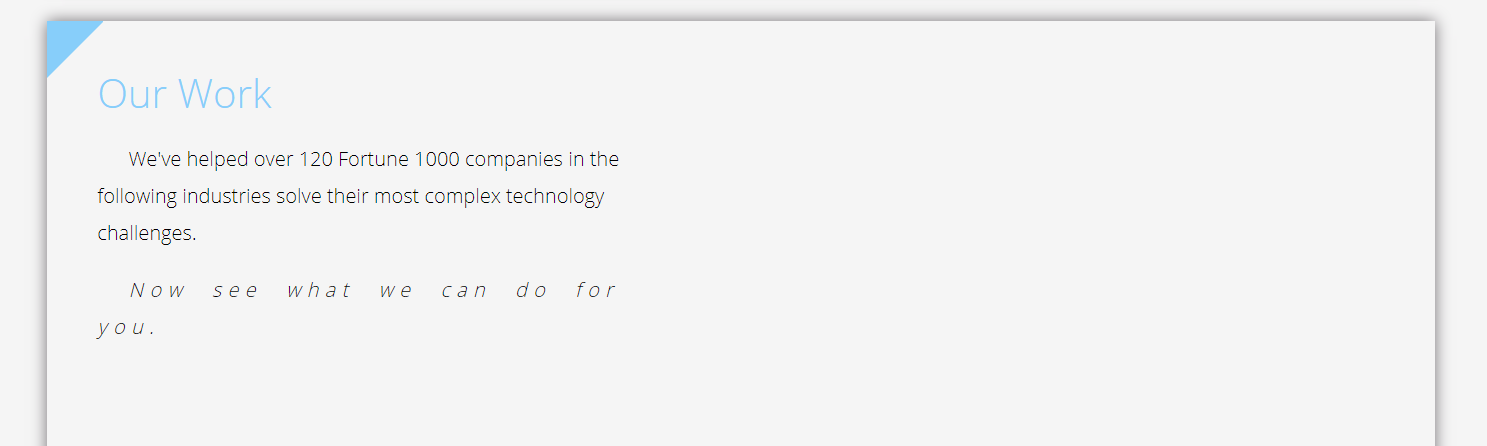 Our Work
We've helped over 120 Fortune 1000 companies in the
following industries solve their most complex technology
challenges.
Now see what we can do for
you.